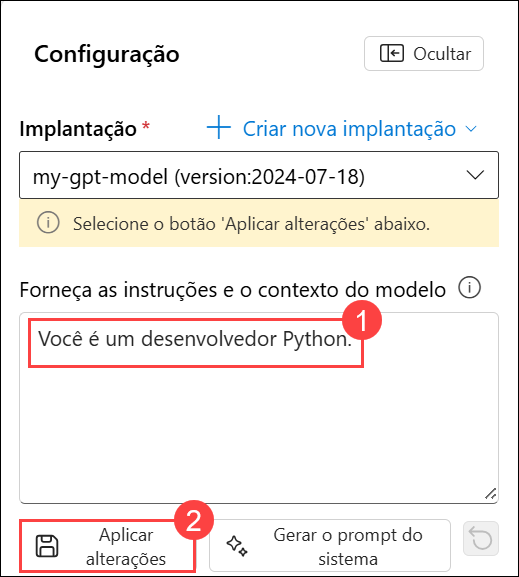 Configuração
Ocultar
Implantação *
Criar nova implantação
my-gpt-model (version:2024-07-18)
Selecione o botão 'Aplicar alterações' abaixo.
Forneça as instruções e o contexto do modelo
1
Você é um desenvolvedor Python.
2
Aplicar
alterações
Gerar o prompt do
sistema